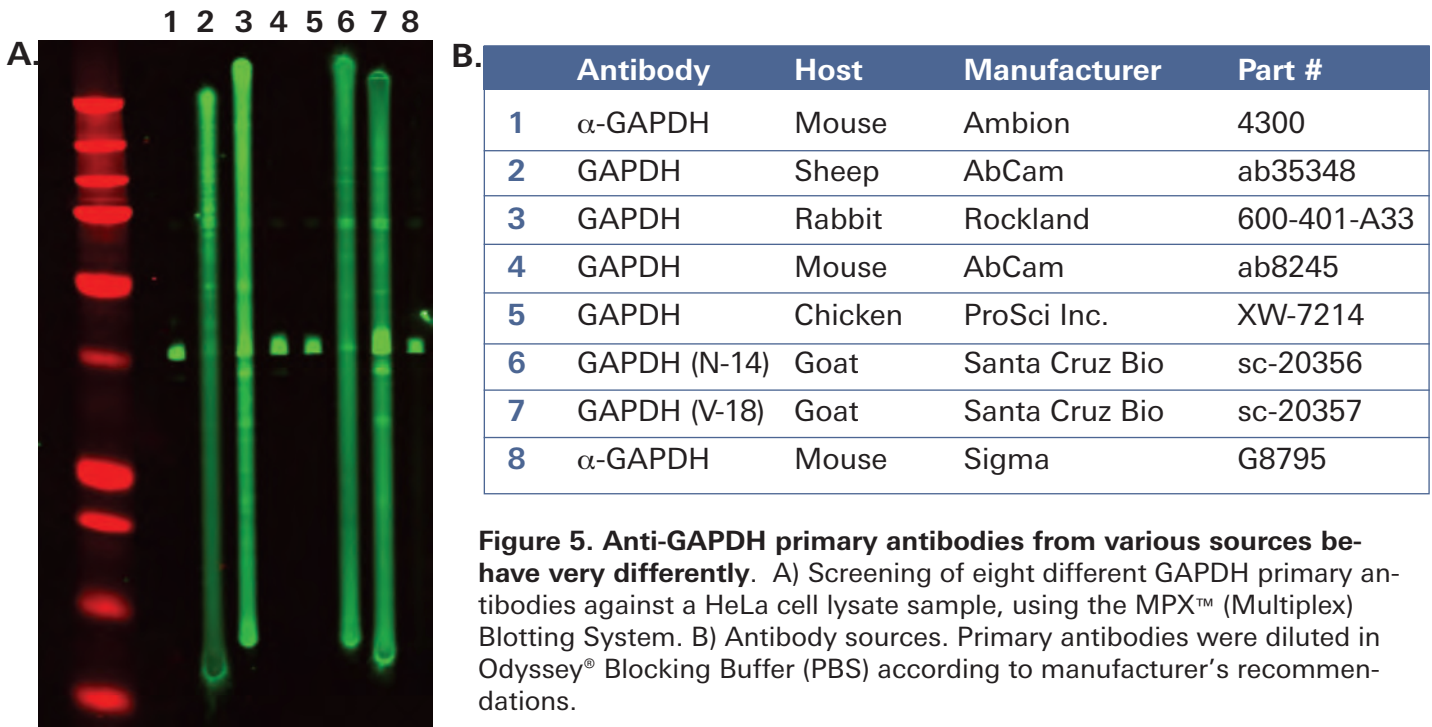 1 2 3 4 5 6 7 8
A.
B.
Antibody Host Manufacturer Part #
1 α-GAPDH Mouse Ambion 4300
2 GAPDH Sheep AbCam ab35348
3 GAPDH Rabbit Rockland 600-401-A33
4 GAPDH Mouse AbCam ab8245
5 GAPDH Chicken ProSci Inc. XW-7214
6 GAPDH (N-14) Goat Santa Cruz Bio sc-20356
7 GAPDH (V-18) Goat Santa Cruz Bio sc-20357
8 α-GAPDH Mouse Sigma G8795
Figure 5. Anti-GAPDH primary antibodies from various sources be-
have very differently. A) Screening of eight different GAPDH primary an-
tibodies against a HeLa cell lysate sample, using the MPX™ (Multiplex)
Blotting System. B) Antibody sources. Primary antibodies were diluted in
Odyssey® Blocking Buffer (PBS) according to manufacturer's recommen-
dations.